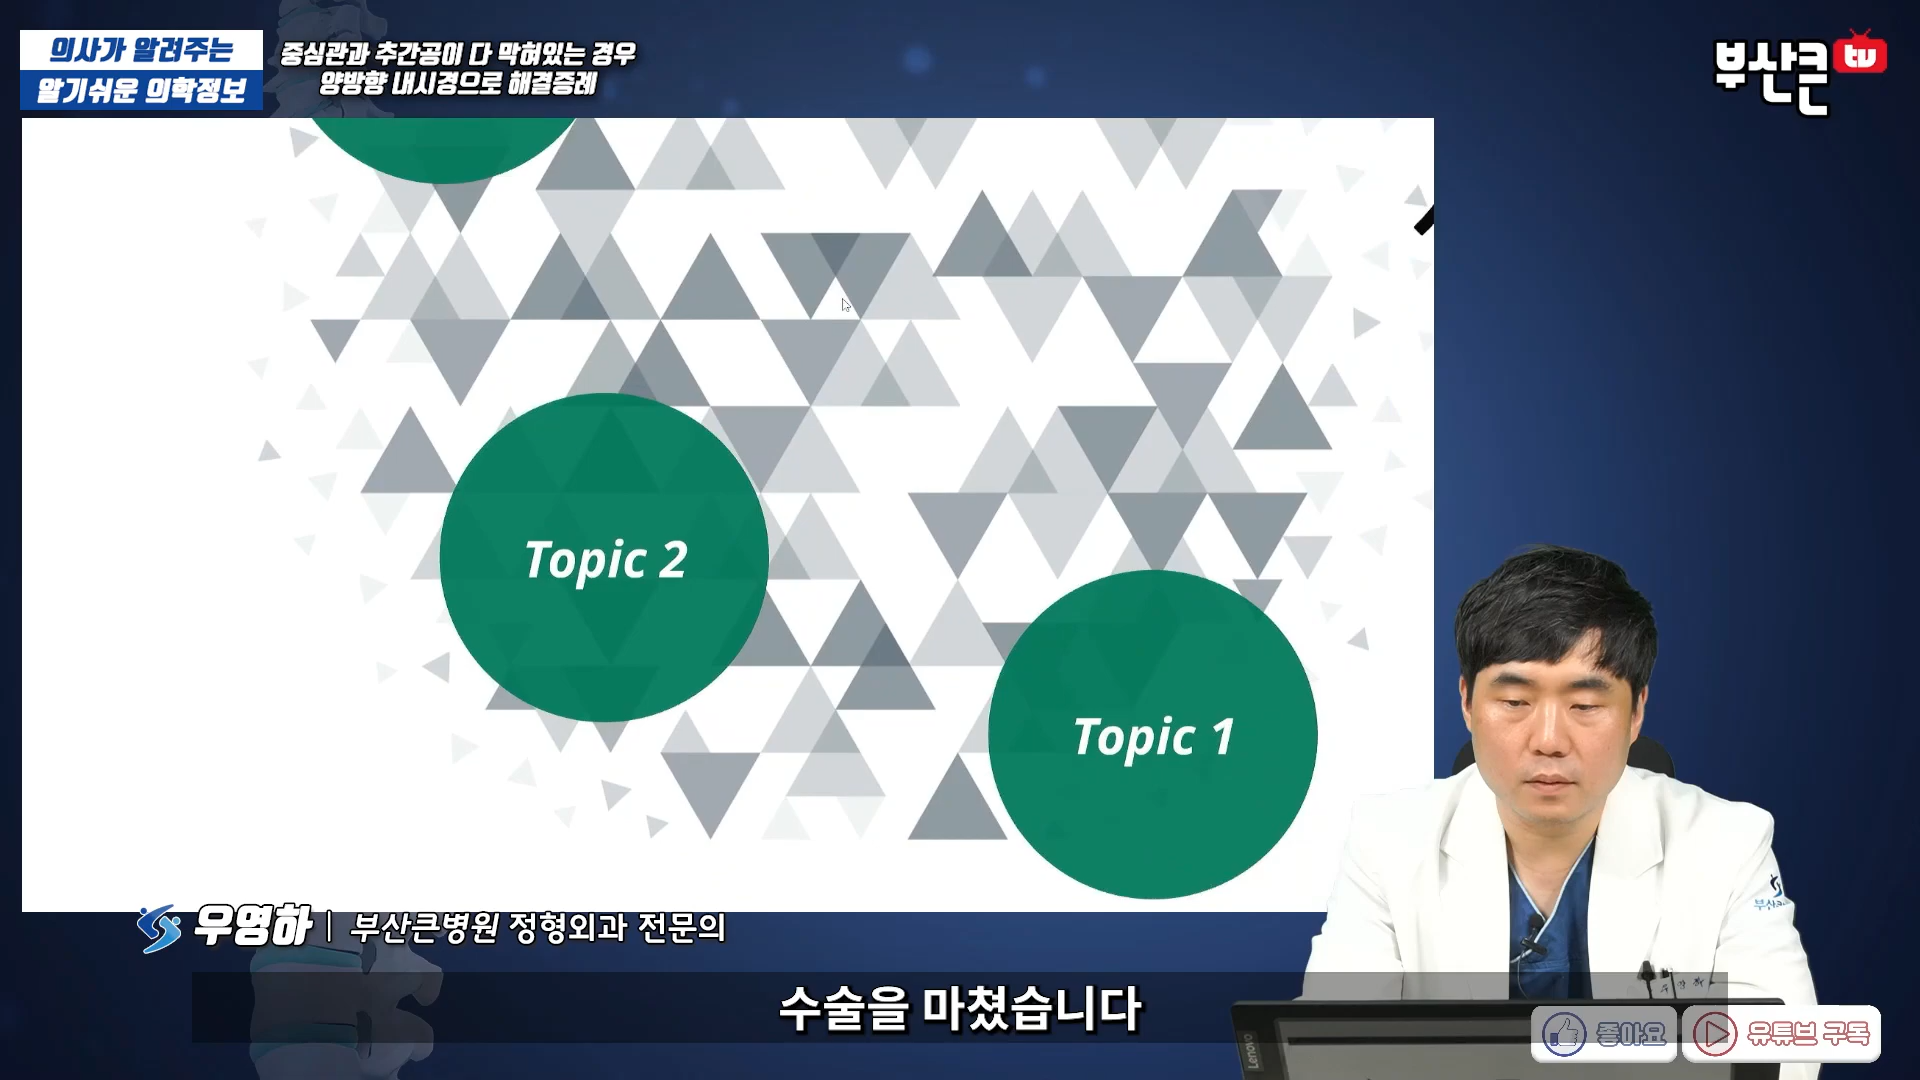 의사가 알려주는
알기쉬운 의학정보
중심관과 추간공이 다 막혀있는 경우
양방향 내시경으로 해결증례
부산큰 tv
Topic 2
Topic 1
우영하 | 부산큰병원 정형외과 전문의
수술을 마쳤습니다
Lenovo
좋아요
유튜브 구독